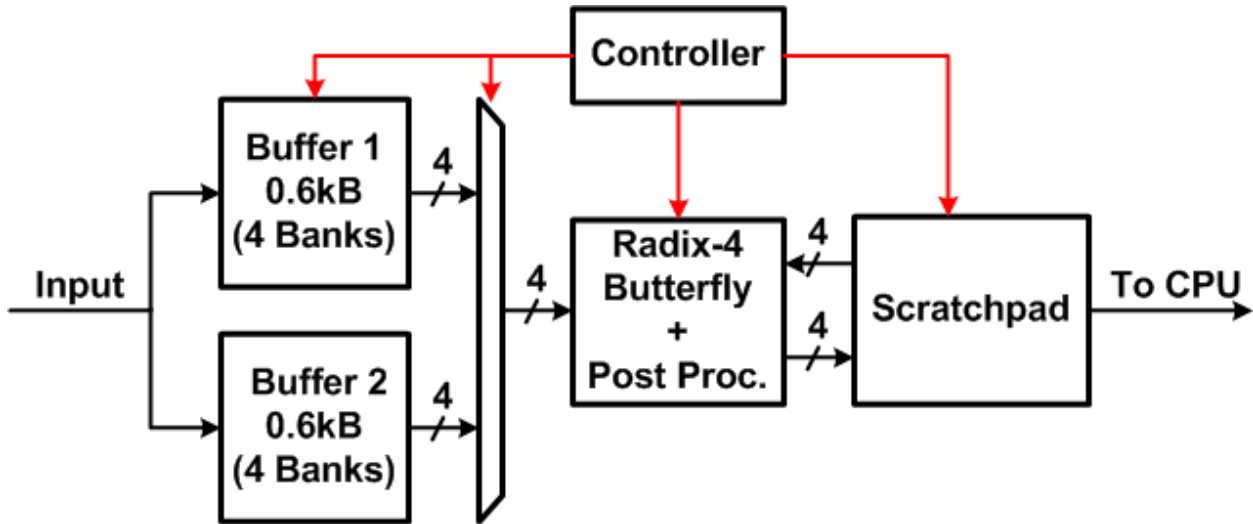 Controller
Buffer 1
0.6kB
(4 Banks)
4
Input
Buffer 2
0.6kB
(4 Banks)
4
4
Radix-4
Butterfly
+
Post Proc.
4
4
Scratchpad
To CPU